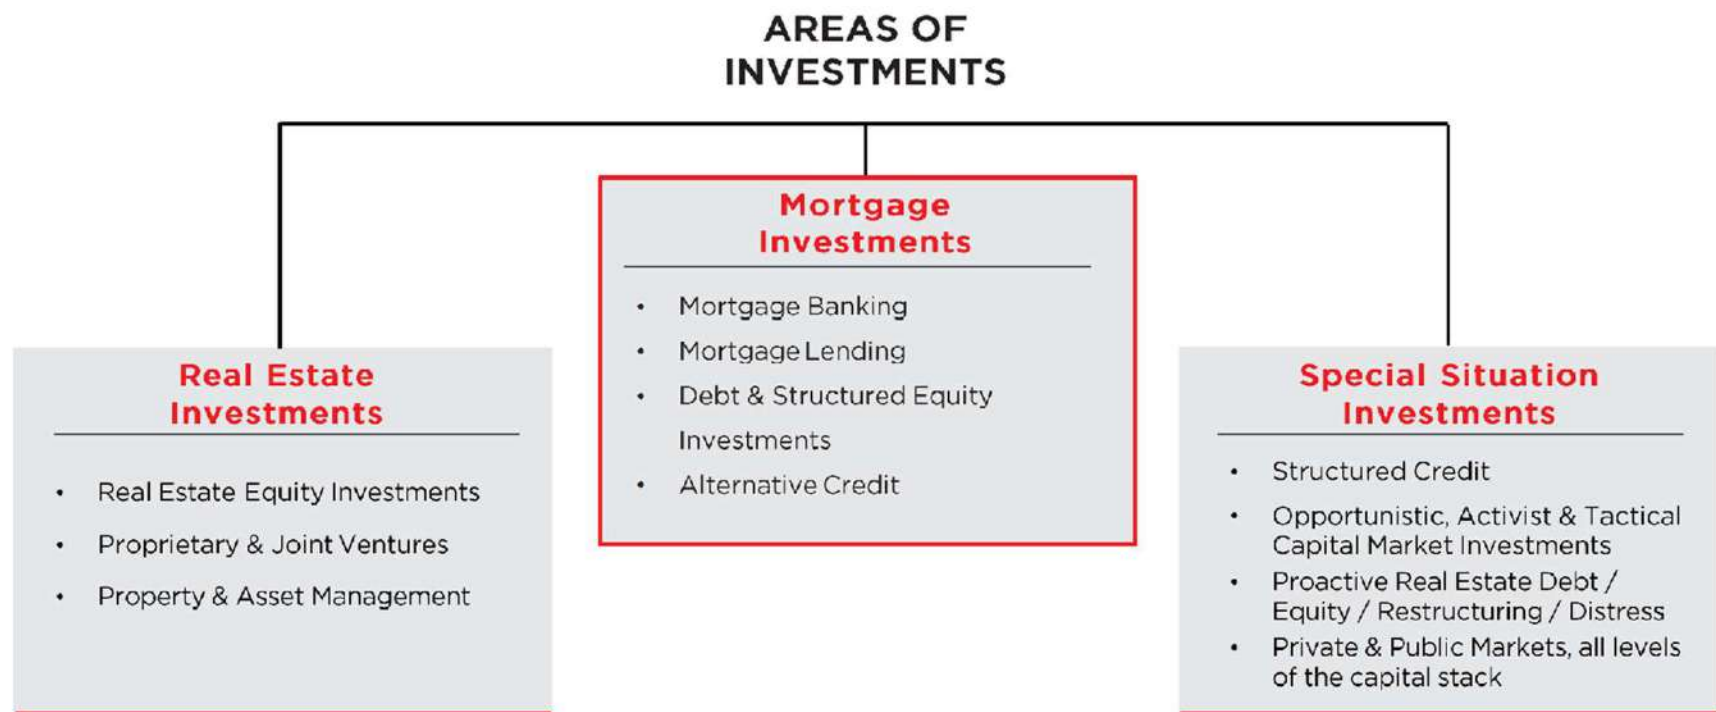 AREAS OF
INVESTMENTS
Mortgage
Investments
• Mortgage Banking
• Mortgage Lending
• Debt & Structured Equity
Investments
• Alternative Credit
Real Estate
Investments
• Real Estate Equity Investments
• Proprietary & Joint Ventures
• Property & Asset Management
Special Situation
Investments
• Structured Credit
• Opportunistic, Activist & Tactical
Capital Market Investments
• Proactive Real Estate Debt /
Equity / Restructuring / Distress
• Private & Public Markets, all levels
of the capital stack